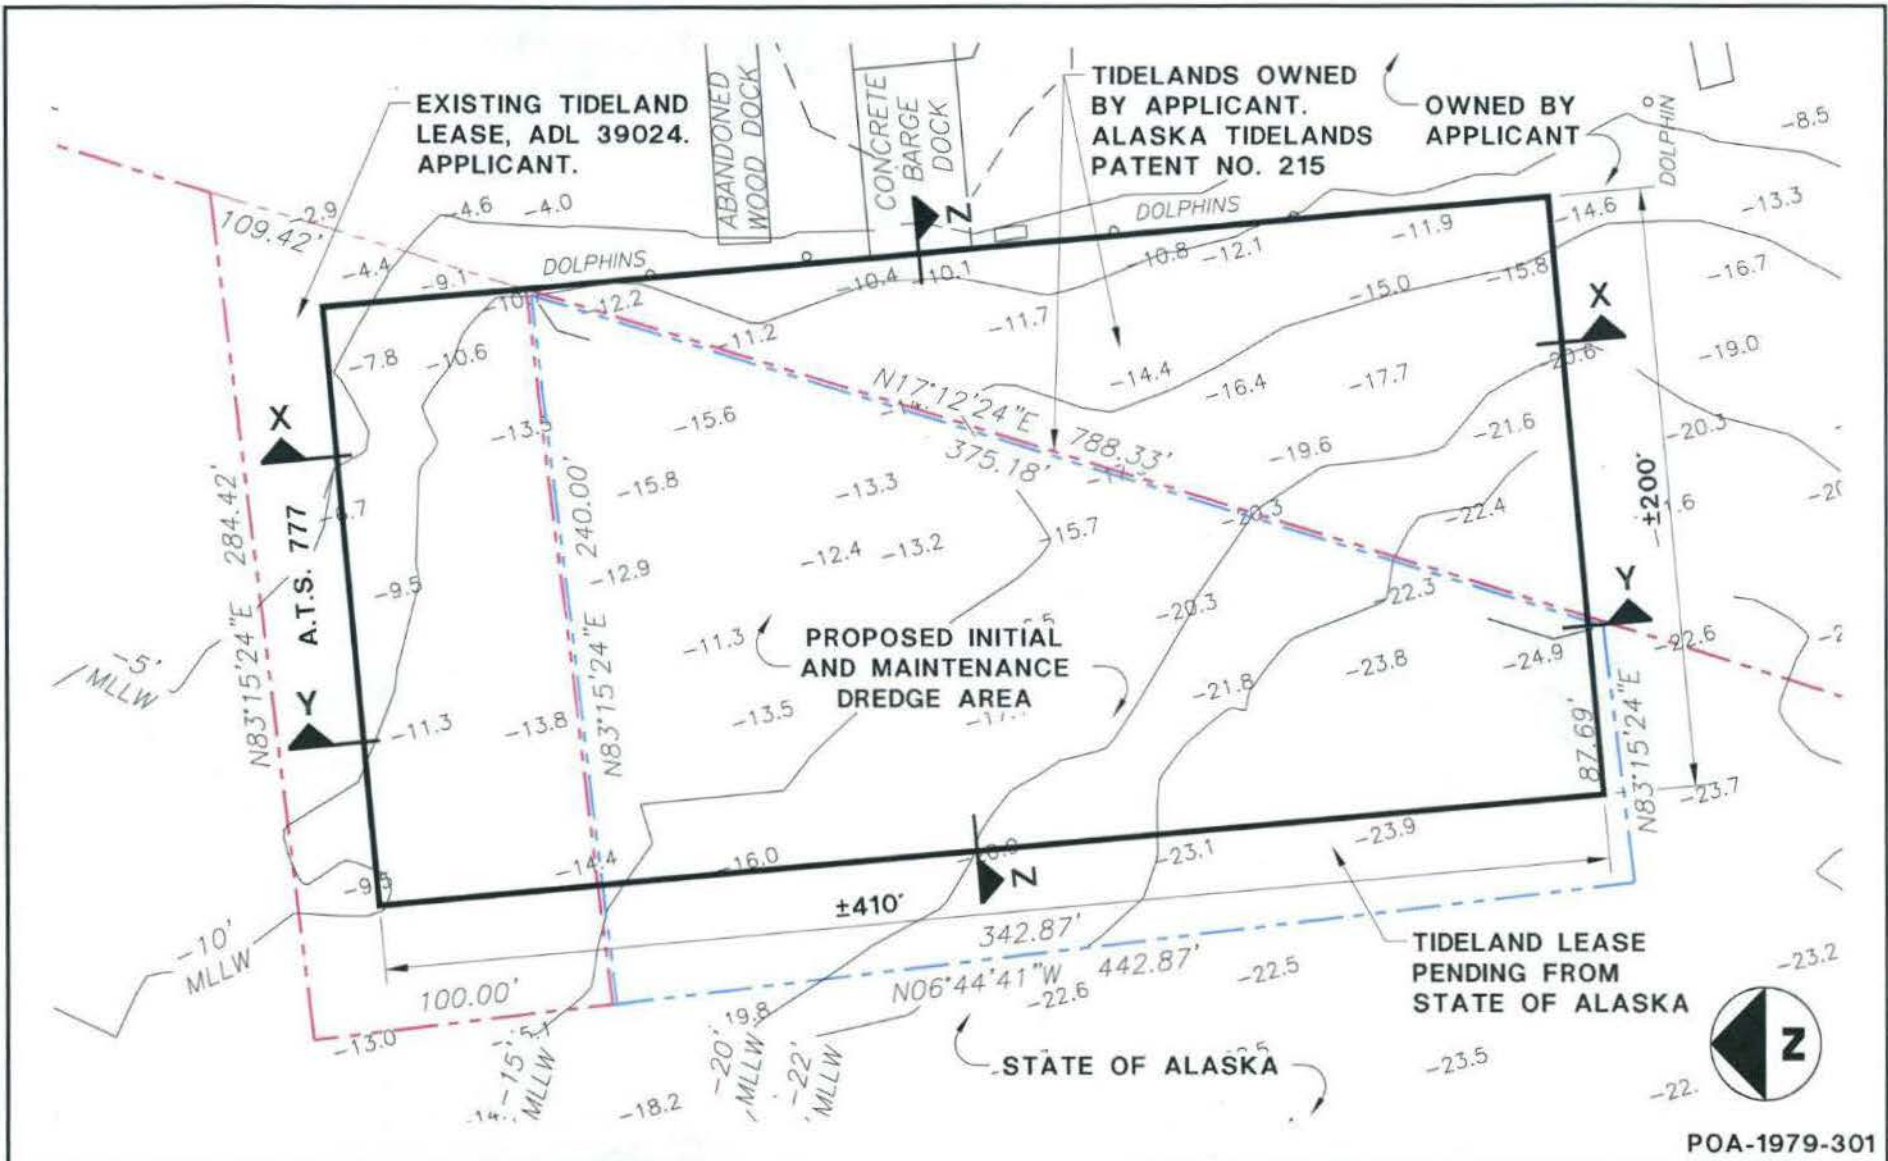 EXISTING TIDELAND
LEASE, ADL 39024.
APPLICANT.
ABANDONED
WOOD DOCK
CONCRETE
BARGE
DOCK
TIDELANDS OWNED
BY APPLICANT.
ALASKA TIDELANDS
PATENT NO. 215
OWNED BY
APPLICANT
DOLPHIN
-8.5
-2.9
109.42'
-4.6
-4.0
Z
DOLPHINS
-14.6
-13.3
-4.4
-9.1
DOLPHINS
-10.4
-10.1
-10.8
-12.1
-11.9
-12.2
-11.2
-11.7
-15.0
-15.8
-16.7
X
-7.8
-10.6
-14.4
-16.4
-17.7
-20.6
-19.0
X
-13.3
-15.6
N17°12'24"E
788.33'
375.18'
-19.6
-21.6
-20.3
284.42'
N83°15'24"E
A.T.S. 777
-15.8
-13.3
240.00'
N83°15'24"E
-20.3
-22.4
±200'
-12.4
-13.2
-15.7
-9.5
-12.9
-20.3
-22.3
Y
-5'
MLLW
-11.3
PROPOSED INITIAL
AND MAINTENANCE
DREDGE AREA
-21.8
-23.8
-24.9
-22.6
Y
-11.3
-13.8
-13.5
87.69'
N83°15'24"E
-23.7
-9.5
-14.4
-16.0
-23.1
-23.9
Z
±410'
342.87'
-10'
MLLW
100.00'
N06°44'41"W
442.87'
-22.6
-22.5
TIDELAND LEASE
PENDING FROM
STATE OF ALASKA
-23.2
-13.0
-15'
MLLW
-20'
MLLW
19.8
-22'
MLLW
STATE OF ALASKA
-23.5
-18.2
Z
POA-1979-301